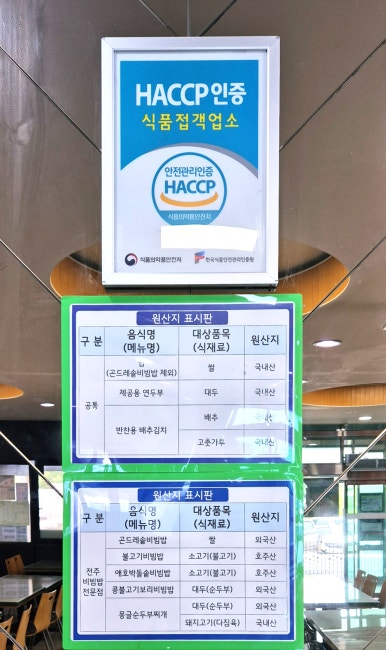 HACCP인증
식품접객업소
안전관리인증
HACCP
식품의약품안전처
식품의약품안전처 한국식품안전관리인증원
원산지 표시판
구 분 음식명 (메뉴명) 대상품목 (식재료) 원산지
공통
(곤드레솥비빔밥 제외) 쌀 국내산
제공용 연두부 대두 국내산
반찬용 배추김치 배추 국내산
고춧가루 국내산
원산지 표시판
구 분 음식명 (메뉴명) 대상품목 (식재료) 원산지
전주 비빔밥 전문점
곤드레솥비빔밥 쌀 외국산
불고기비빔밥 소고기(불고기) 호주산
애호박돌솥비빔밥 소고기(불고기) 호주산
콩불고기보리비빔밥 대두(순두부) 외국산
몽글순두부찌개 대두(순두부) 외국산
돼지고기(다짐육) 국내산